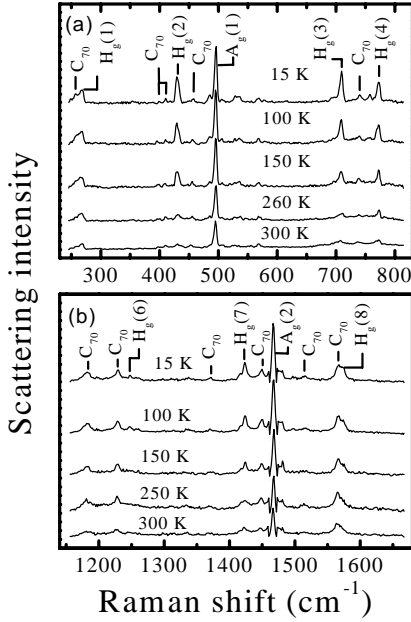 (a)
C70
Hg(1)
C70
Hg(2)
C70
Ag(1)
Hg(3)
C70
Hg(4)
15 K
100 K
150 K
260 K
300 K
300 400 500 600 700 800
(b)
C70
C70
Hg(6)
C70
Hg(7)
C70
Ag(2)
C70
C70
Hg(8)
15 K
100 K
150 K
250 K
300 K
1200 1300 1400 1500 1600
Scattering intensity
Raman shift (cm-1)